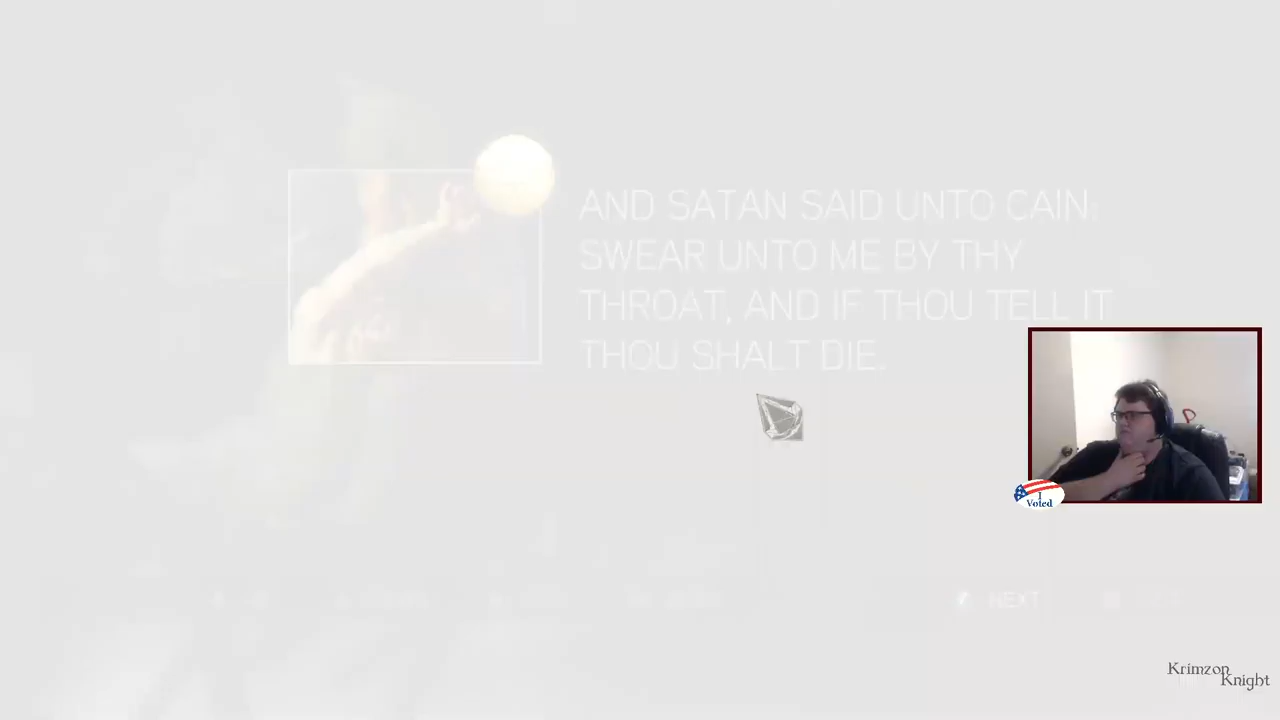 AND SATAN SAID UNTO CAIN:
SWEAR UNTO ME BY THY
THROAT, AND IF THOU TELL IT
THOU SHALT DIE.
I
Voted
NEXT
Krimzon
Knight